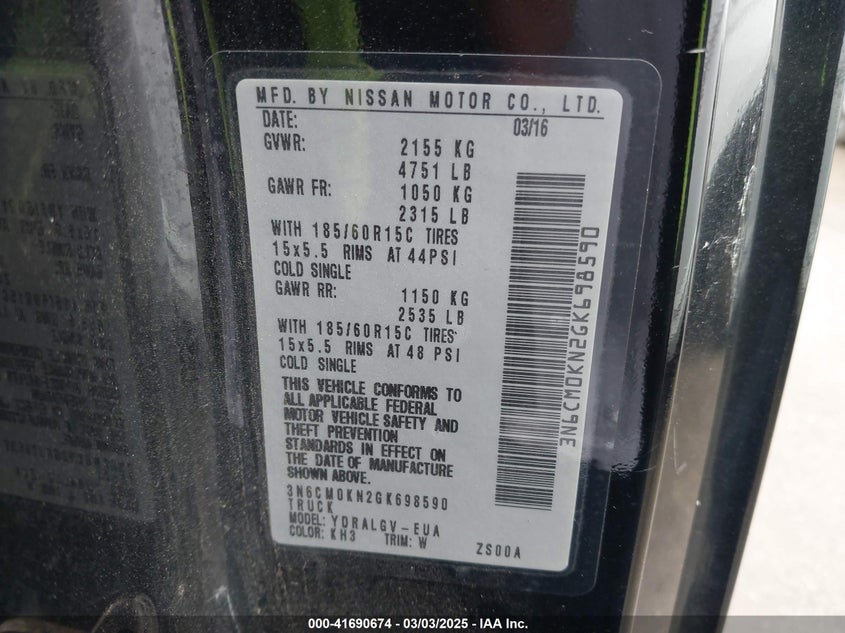 MFD. BY NISSAN MOTOR CO., LTD.
DATE: 03/16
GVWR: 2155 KG
4751 LB
GAWR FR: 1050 KG
2315 LB
WITH 185/60R15C TIRES
15x5.5 RIMS AT 44PSI
COLD SINGLE
GAWR RR: 1150 KG
2535 LB
WITH 185/60R15C TIRES
15x5.5 RIMS AT 48 PSI
COLD SINGLE
THIS VEHICLE CONFORMS TO
ALL APPLICABLE FEDERAL
MOTOR VEHICLE SAFETY AND
THEFT PREVENTION
STANDARDS IN EFFECT ON
THE DATE OF MANUFACTURE
SHOWN ABOVE.
3N6CM0KN2GK698590
TRUCK
MODEL: YDRALGV-EUA
COLOR: KH3 TRIM: W ZS00A
3N6CM0KN2GK698590
000-41690674 / 03/03/2025 - IAA Inc.